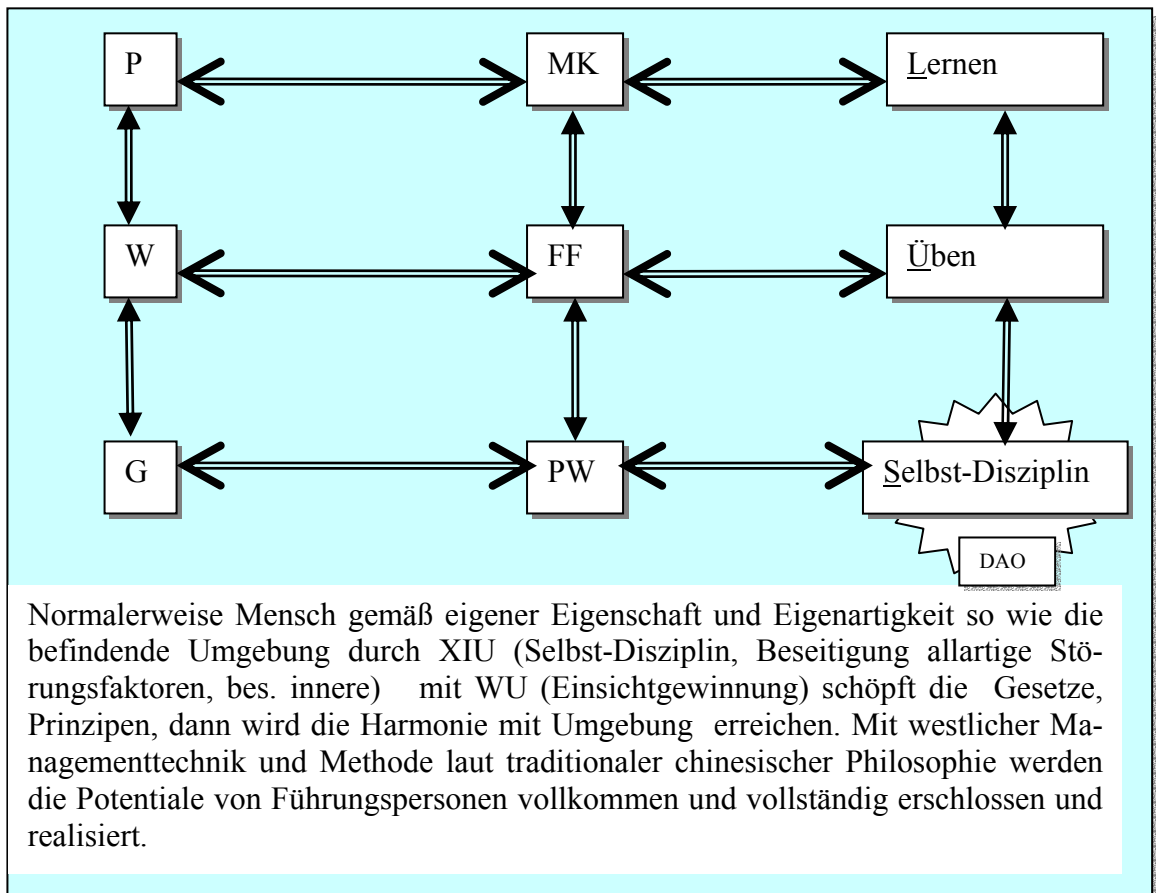 P MK Lernen
W FF Üben
G PW Selbst-Disziplin
DAO
Normalerweise Mensch gemäß eigener Eigenschaft und Eigenartigkeit so wie die
befindende Umgebung durch XIU (Selbst-Disziplin, Beseitigung allartige Stö-
rungsfaktoren, bes. innere) mit WU (Einsichtgewinnung) schöpft die Gesetze,
Prinzipen, dann wird die Harmonie mit Umgebung erreichen. Mit westlicher Ma-
nagementtechnik und Methode laut traditionaler chinesischer Philosophie werden
die Potentiale von Führungspersonen vollkommen und vollständig erschlossen und
realisiert.